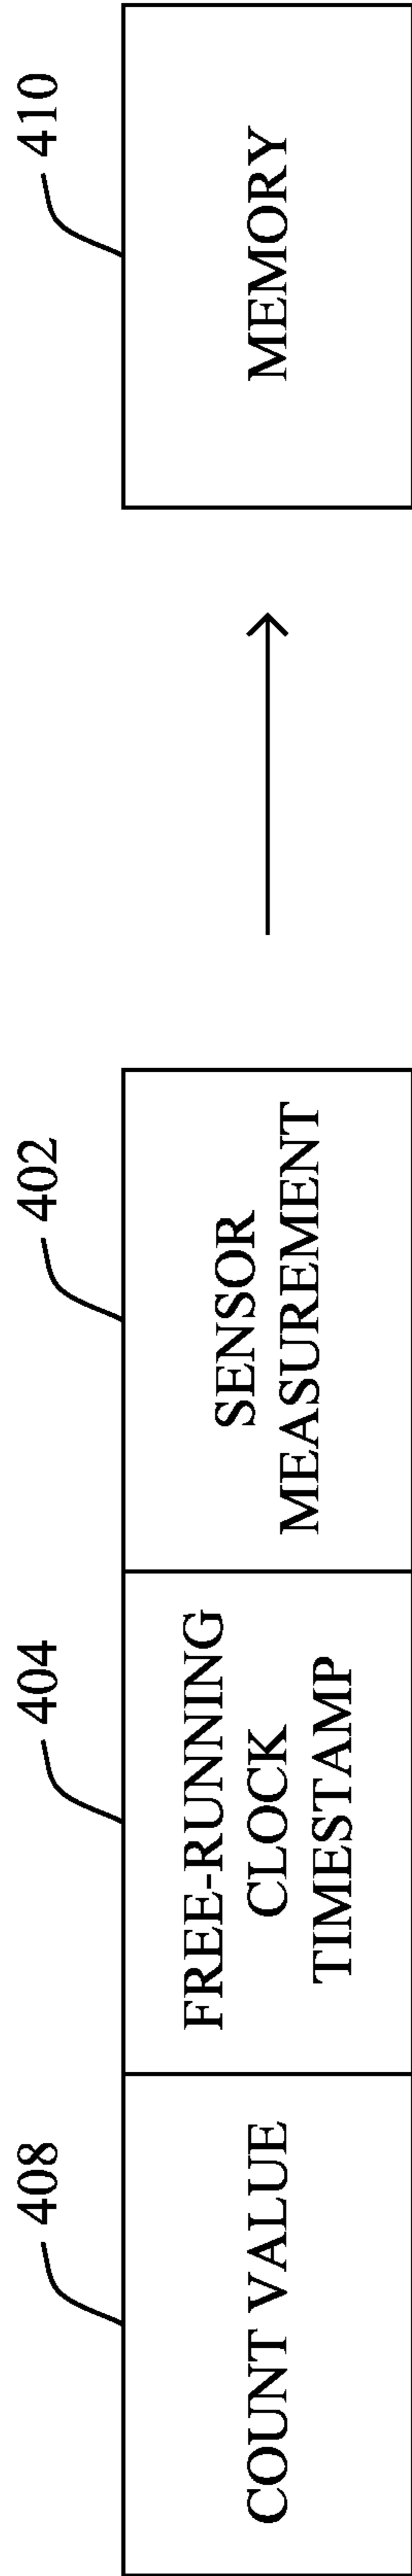 408
404
402
410
COUNT VALUE
FREE-RUNNING
CLOCK
TIMESTAMP
SENSOR
MEASUREMENT
MEMORY